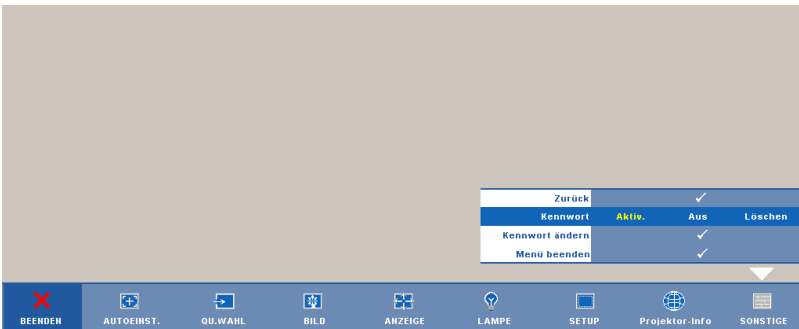 Zurück
Kennwort Aktiv. Aus Löschen
Kennwort ändern
Menü beenden
BEENDEN AUTOEINST. QU.WAHL BILD ANZEIGE LAMPE SETUP Projektor-Info SONSTIGE